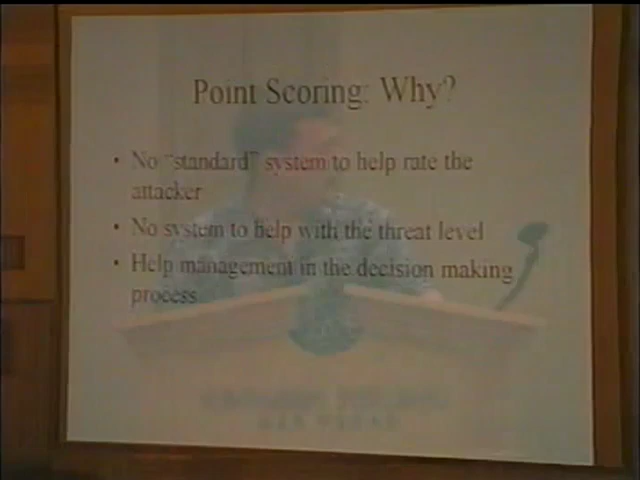 Point Scoring: Why?
• No "standard" system to help rate the
attacker
• No system to help with the threat level
• Help management in the decision making
process